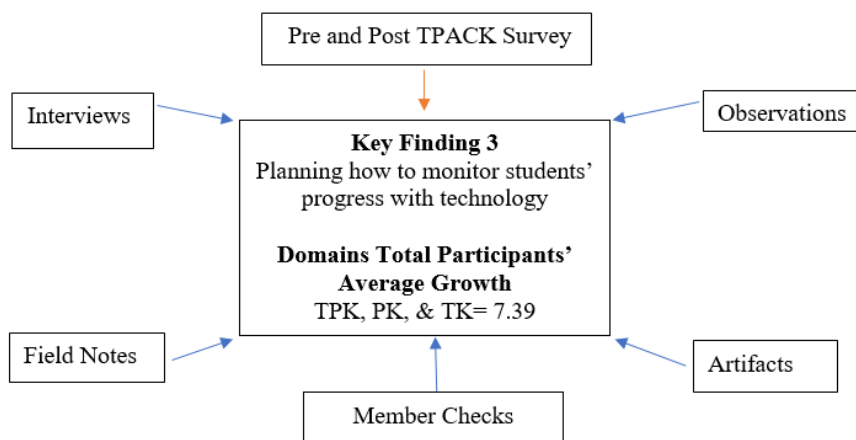 Pre and Post TPACK Survey
Interviews
Observations
Key Finding 3
Planning how to monitor students’
progress with technology
Domains Total Participants’
Average Growth
TPK, PK, & TK= 7.39
Field Notes
Artifacts
Member Checks